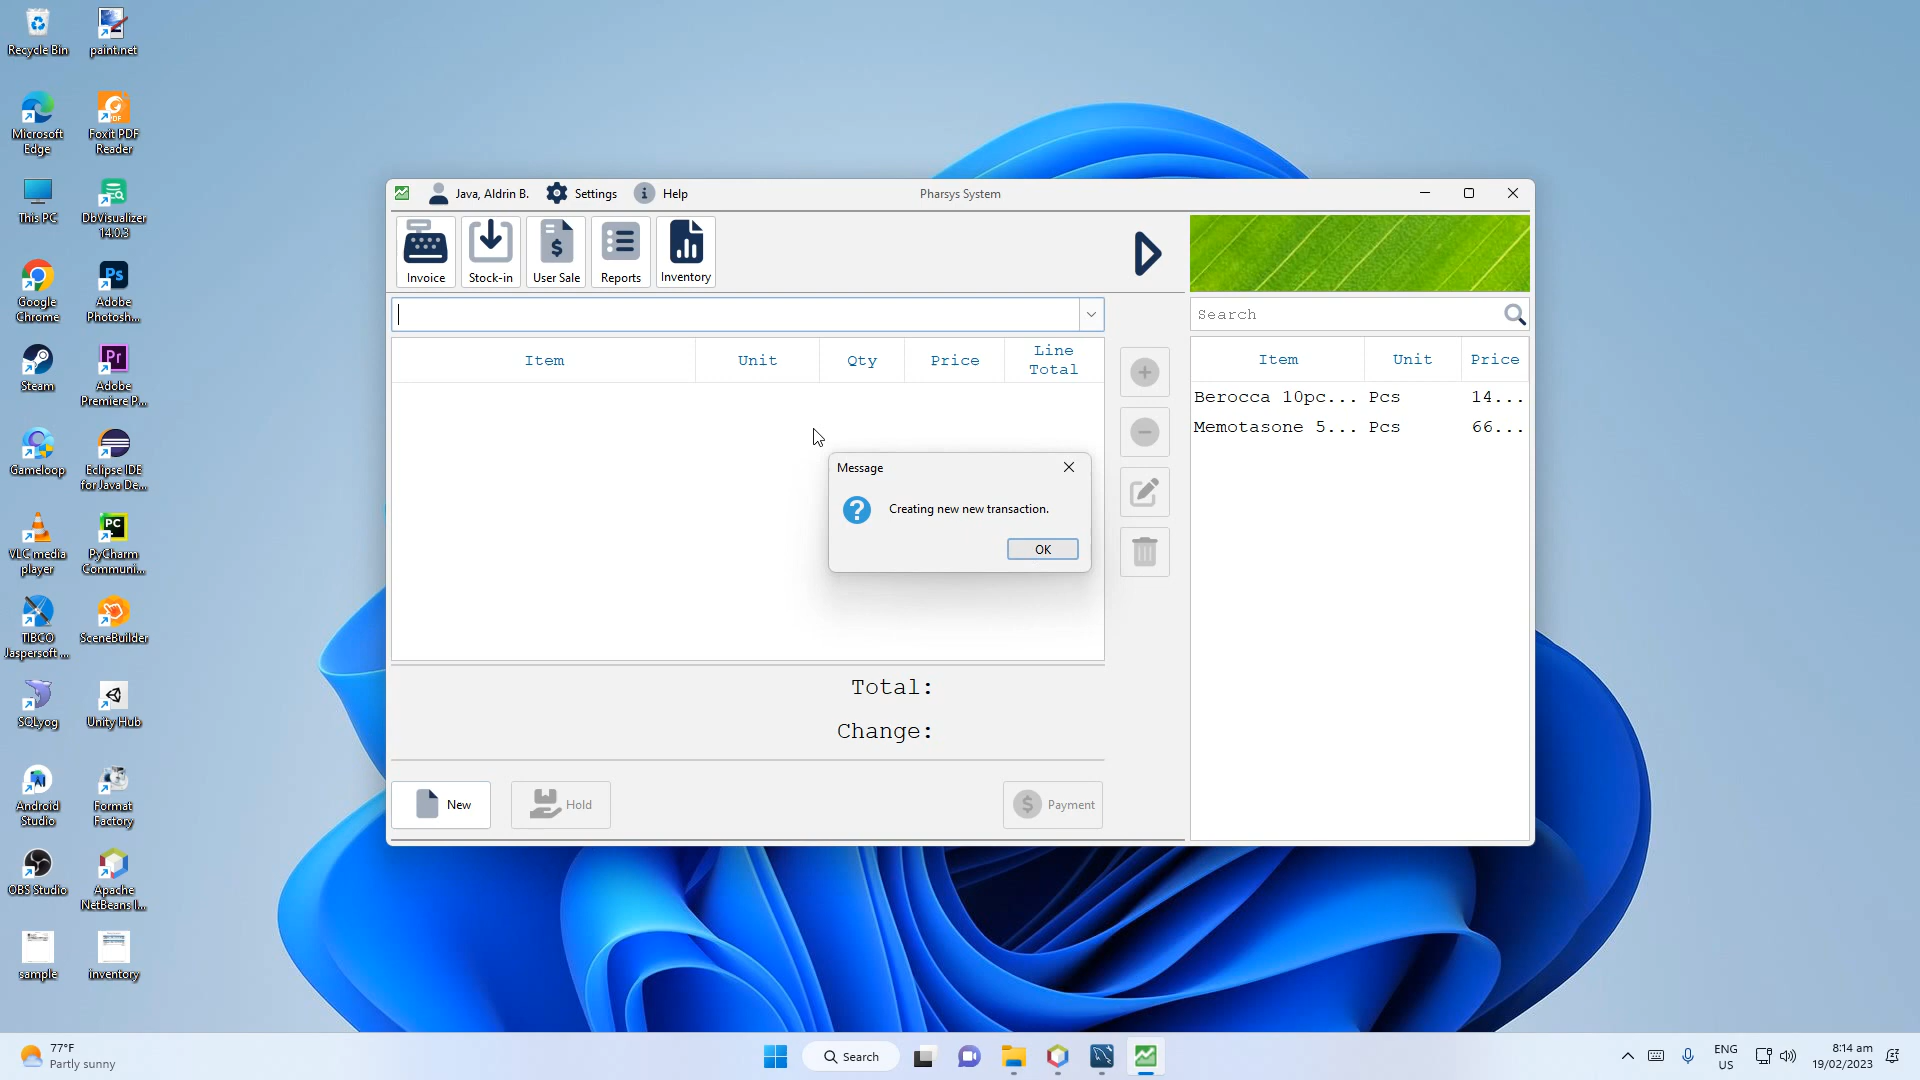 Recycle Bin
paint.net
Microsoft
Edge
Foxit PDF
Reader
This PC
DbVisualizer
14.0.3
Google
Chrome
Adobe
Photosh...
Steam
Adobe
Premiere P...
Gameloop
Eclipse IDE
for Java De...
VLC media
player
PyCharm
Communi...
TIBCO
Jaspersoft ...
SceneBuilder
SQLyog
Unity Hub
Android
Studio
Format
Factory
OBS Studio
Apache
NetBeans I...
sample
inventory
Java, Aldrin B.
Settings
Help
Pharsys System
Invoice
Stock-in
User Sale
Reports
Inventory
Search
Item Unit Qty Price Line
Total
Item Unit Price
Berocca 10pc... Pcs 14...
Memotasone 5... Pcs 66...
Message
Creating new new transaction.
OK
Total:
Change:
New
Hold
Payment
77°F
Partly sunny
Search
ENG
US
8:14 am
19/02/2023